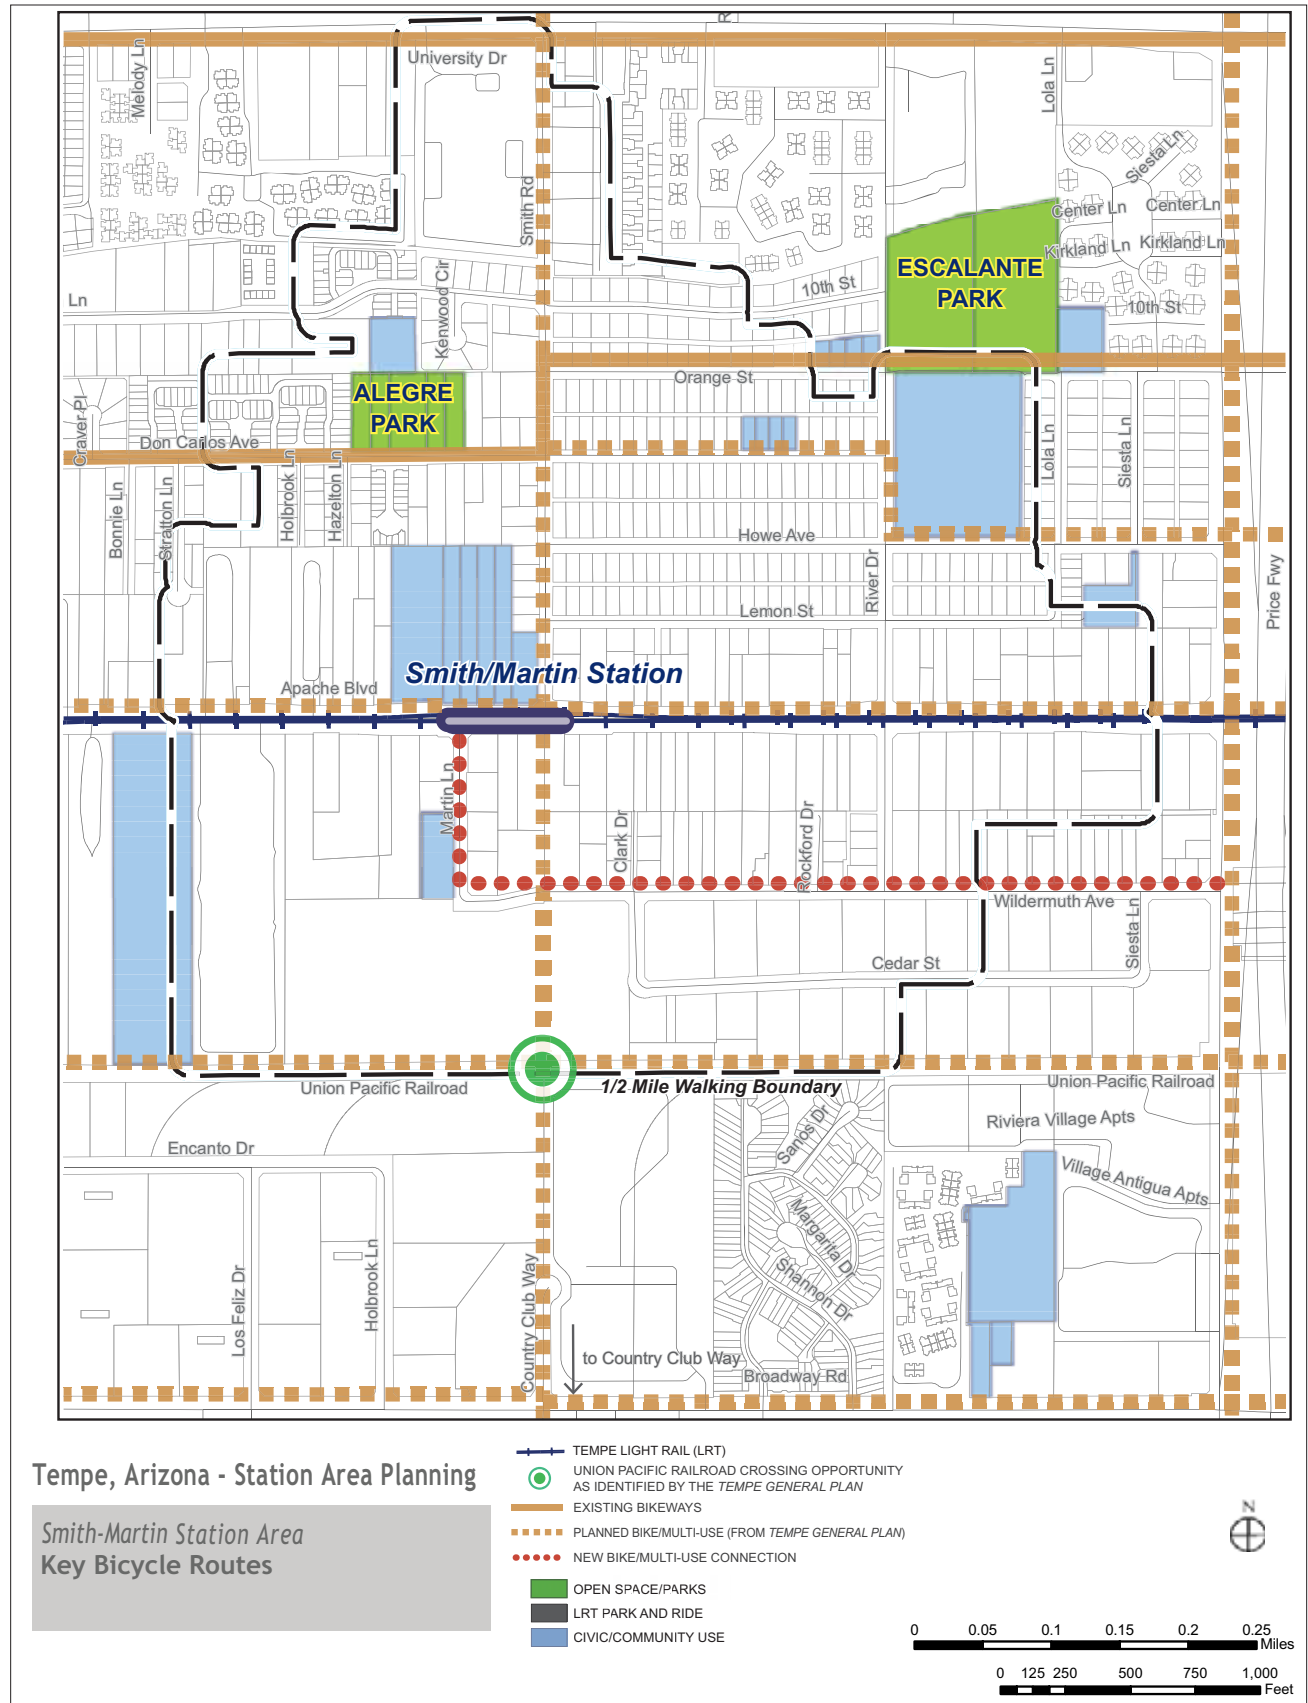 R
University Dr
Melody Ln
Lola Ln
Siesta Ln
Smith Rd
Center Ln
Center Ln
Kirkland Ln
Kirkland Ln
ESCALANTE
PARK
10th St
10th St
Ln
Kenwood Cir
Orange St
ALEGRE
PARK
Craver Pl
Don Carlos Ave
Bonnie Ln
Stratton Ln
Holbrook Ln
Hazelton Ln
Lola Ln
Siesta Ln
Howe Ave
River Dr
Price Fwy
Lemon St
Smith/Martin Station
Apache Blvd
Martin Ln
Clark Dr
Rockford Dr
Wildermuth Ave
Siesta Ln
Cedar St
Union Pacific Railroad
1/2 Mile Walking Boundary
Union Pacific Railroad
Riviera Village Apts
Encanto Dr
Sanos Dr
Village Antigua Apts
Margarita Dr
Shannon Dr
Los Feliz Dr
Holbrook Ln
Country Club Way
to Country Club Way
Broadway Rd
Tempe, Arizona - Station Area Planning
Smith-Martin Station Area
Key Bicycle Routes
TEMPE LIGHT RAIL (LRT)
UNION PACIFIC RAILROAD CROSSING OPPORTUNITY
AS IDENTIFIED BY THE TEMPE GENERAL PLAN
EXISTING BIKEWAYS
PLANNED BIKE/MULTI-USE (FROM TEMPE GENERAL PLAN)
NEW BIKE/MULTI-USE CONNECTION
OPEN SPACE/PARKS
LRT PARK AND RIDE
CIVIC/COMMUNITY USE
N
0 0.05 0.1 0.15 0.2 0.25
Miles
0 125 250 500 750 1,000
Feet